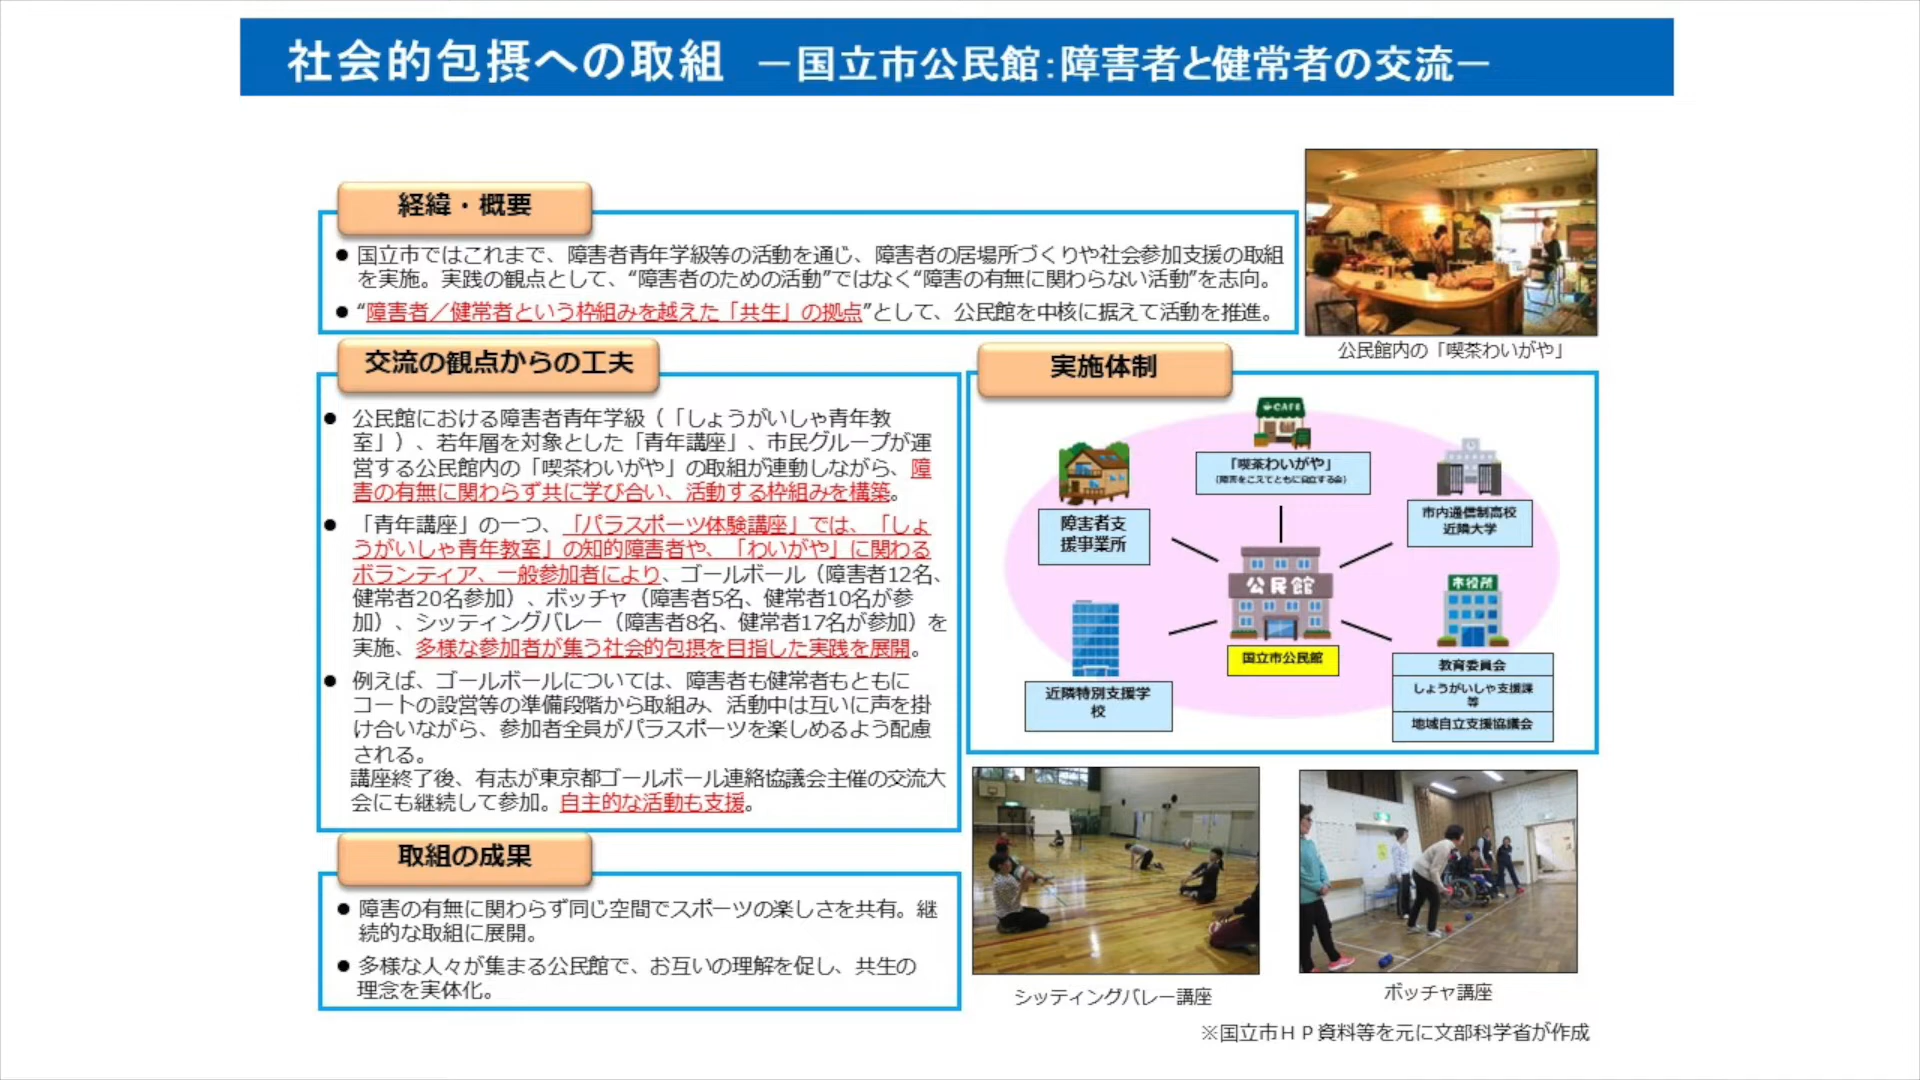 社会的包摂への取組 －国立市公民館：障害者と健常者の交流－
経緯・概要
● 国立市ではこれまで、障害者青年学級等の活動を通じ、障害者の居場所づくりや社会参加支援の取組
を実施。実践の観点として、“障害者のための活動”ではなく“障害の有無に関わらない活動”を志向。
● “障害者／健常者という枠組みを越えた「共生」の拠点”として、公民館を中核に据えて活動を推進。
公民館内の「喫茶わいがや」
交流の観点からの工夫
● 公民館における障害者青年学級（「しょうがいしゃ青年教
室」）、若年層を対象とした「青年講座」、市民グループが運
営する公民館内の「喫茶わいがや」の取組が連動しながら、障
害の有無に関わらず共に学び合い、活動する枠組みを構築。
● 「青年講座」の一つ、「パラスポーツ体験講座」では、「しょ
うがいしゃ青年教室」の知的障害者や、「わいがや」に関わる
ボランティア、一般参加者により、ゴールボール（障害者12名、
健常者20名参加）、ボッチャ（障害者5名、健常者10名が参
加）、シッティングバレー（障害者8名、健常者17名が参加）を
実施、多様な参加者が集う社会的包摂を目指した実践を展開。
● 例えば、ゴールボールについては、障害者も健常者もともに
コートの設営等の準備段階から取組み、活動中は互いに声を掛
け合いながら、参加者全員がパラスポーツを楽しめるよう配慮
される。
講座終了後、有志が東京都ゴールボール連絡協議会主催の交流大
会にも継続して参加。自主的な活動も支援。
実施体制
CAFE
「喫茶わいがや」
（障害をこえてともに自立する会）
障害者支
援事業所
市内通信制高校
近隣大学
公民館
国立市公民館
市役所
教育委員会
しょうがいしゃ支援課
等
地域自立支援協議会
近隣特別支援学
校
取組の成果
● 障害の有無に関わらず同じ空間でスポーツの楽しさを共有。継
続的な取組に展開。
● 多様な人々が集まる公民館で、お互いの理解を促し、共生の
理念を実体化。
シッティングバレー講座
ボッチャ講座
※国立市ＨＰ資料等を元に文部科学省が作成